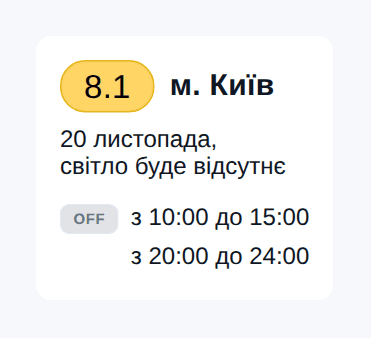 8.1 м. Київ
20 листопада,
світло буде відсутнє
OFF з 10:00 до 15:00
з 20:00 до 24:00